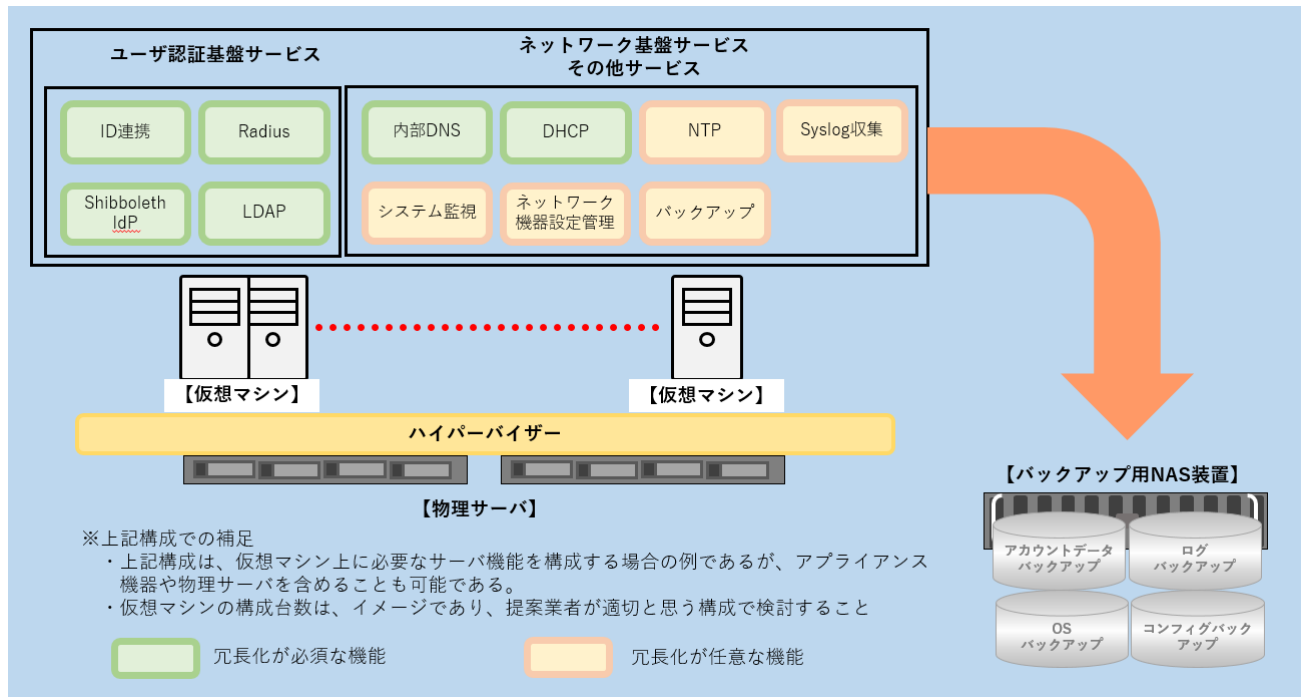 ユーザ認証基盤サービス
ネットワーク基盤サービス
その他サービス
ID連携
Radius
内部DNS
DHCP
NTP
Syslog収集
Shibboleth
IdP
LDAP
システム監視
ネットワーク
機器設定管理
バックアップ
【仮想マシン】
【仮想マシン】
ハイパーバイザー
【物理サーバ】
【バックアップ用NAS装置】
アカウントデータ
バックアップ
ログ
バックアップ
OS
バックアップ
コンフィグバック
アップ
※上記構成での補足
・上記構成は、仮想マシン上に必要なサーバ機能を構成する場合の例であるが、アプライアンス
機器や物理サーバを含めることも可能である。
・仮想マシンの構成台数は、イメージであり、提案業者が適切と思う構成で検討すること
冗長化が必須な機能
冗長化が任意な機能